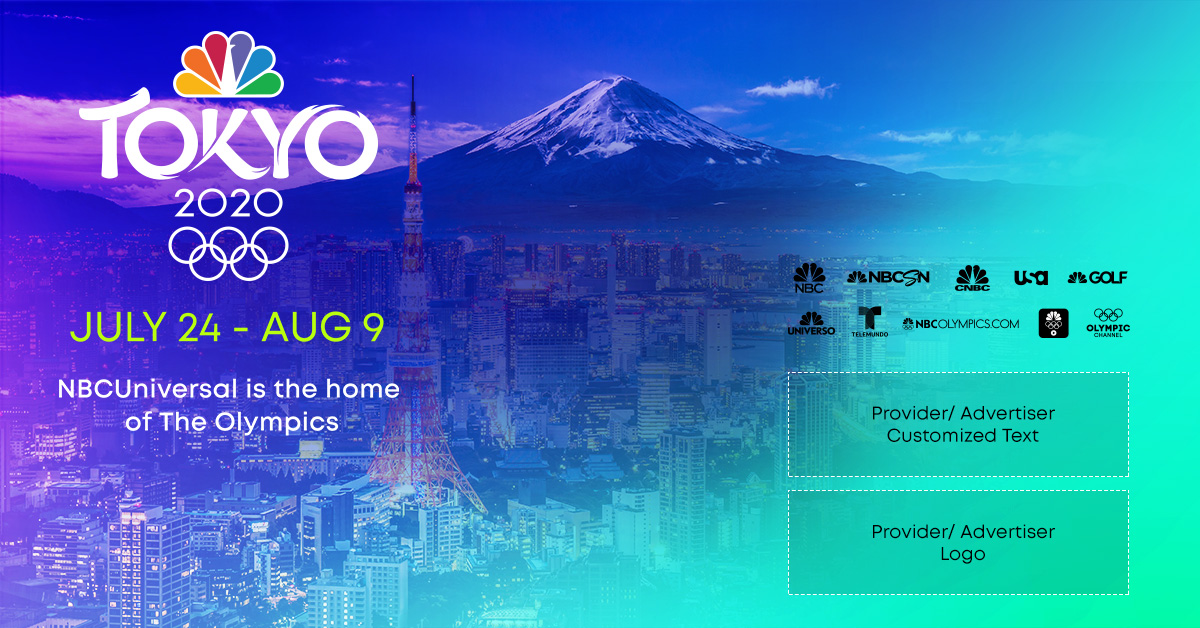 TOKYO
2020
JULY 24 - AUG 9
NBCUniversal is the home
of The Olympics
NBC
NBCSN
CNBC
usa
GOLF
UNIVERSO
TELEMUNDO
NBCOLYMPICS.COM
OLYMPIC
CHANNEL
Provider/ Advertiser
Customized Text
Provider/ Advertiser
Logo